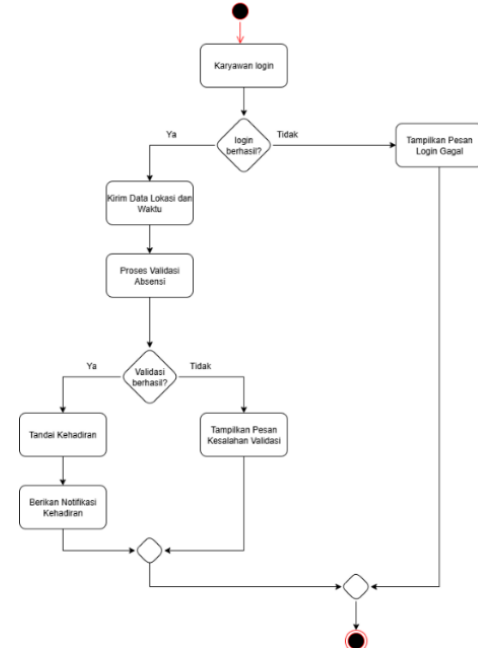 Karyawan login
Ya
login
berhasil?
Tidak
Tampilkan Pesan
Login Gagal
Kirim Data Lokasi dan
Waktu
Proses Validasi
Absensi
Ya
Validasi
berhasil?
Tidak
Tandai Kehadiran
Tampilkan Pesan
Kesalahan Validasi
Berikan Notifikasi
Kehadiran